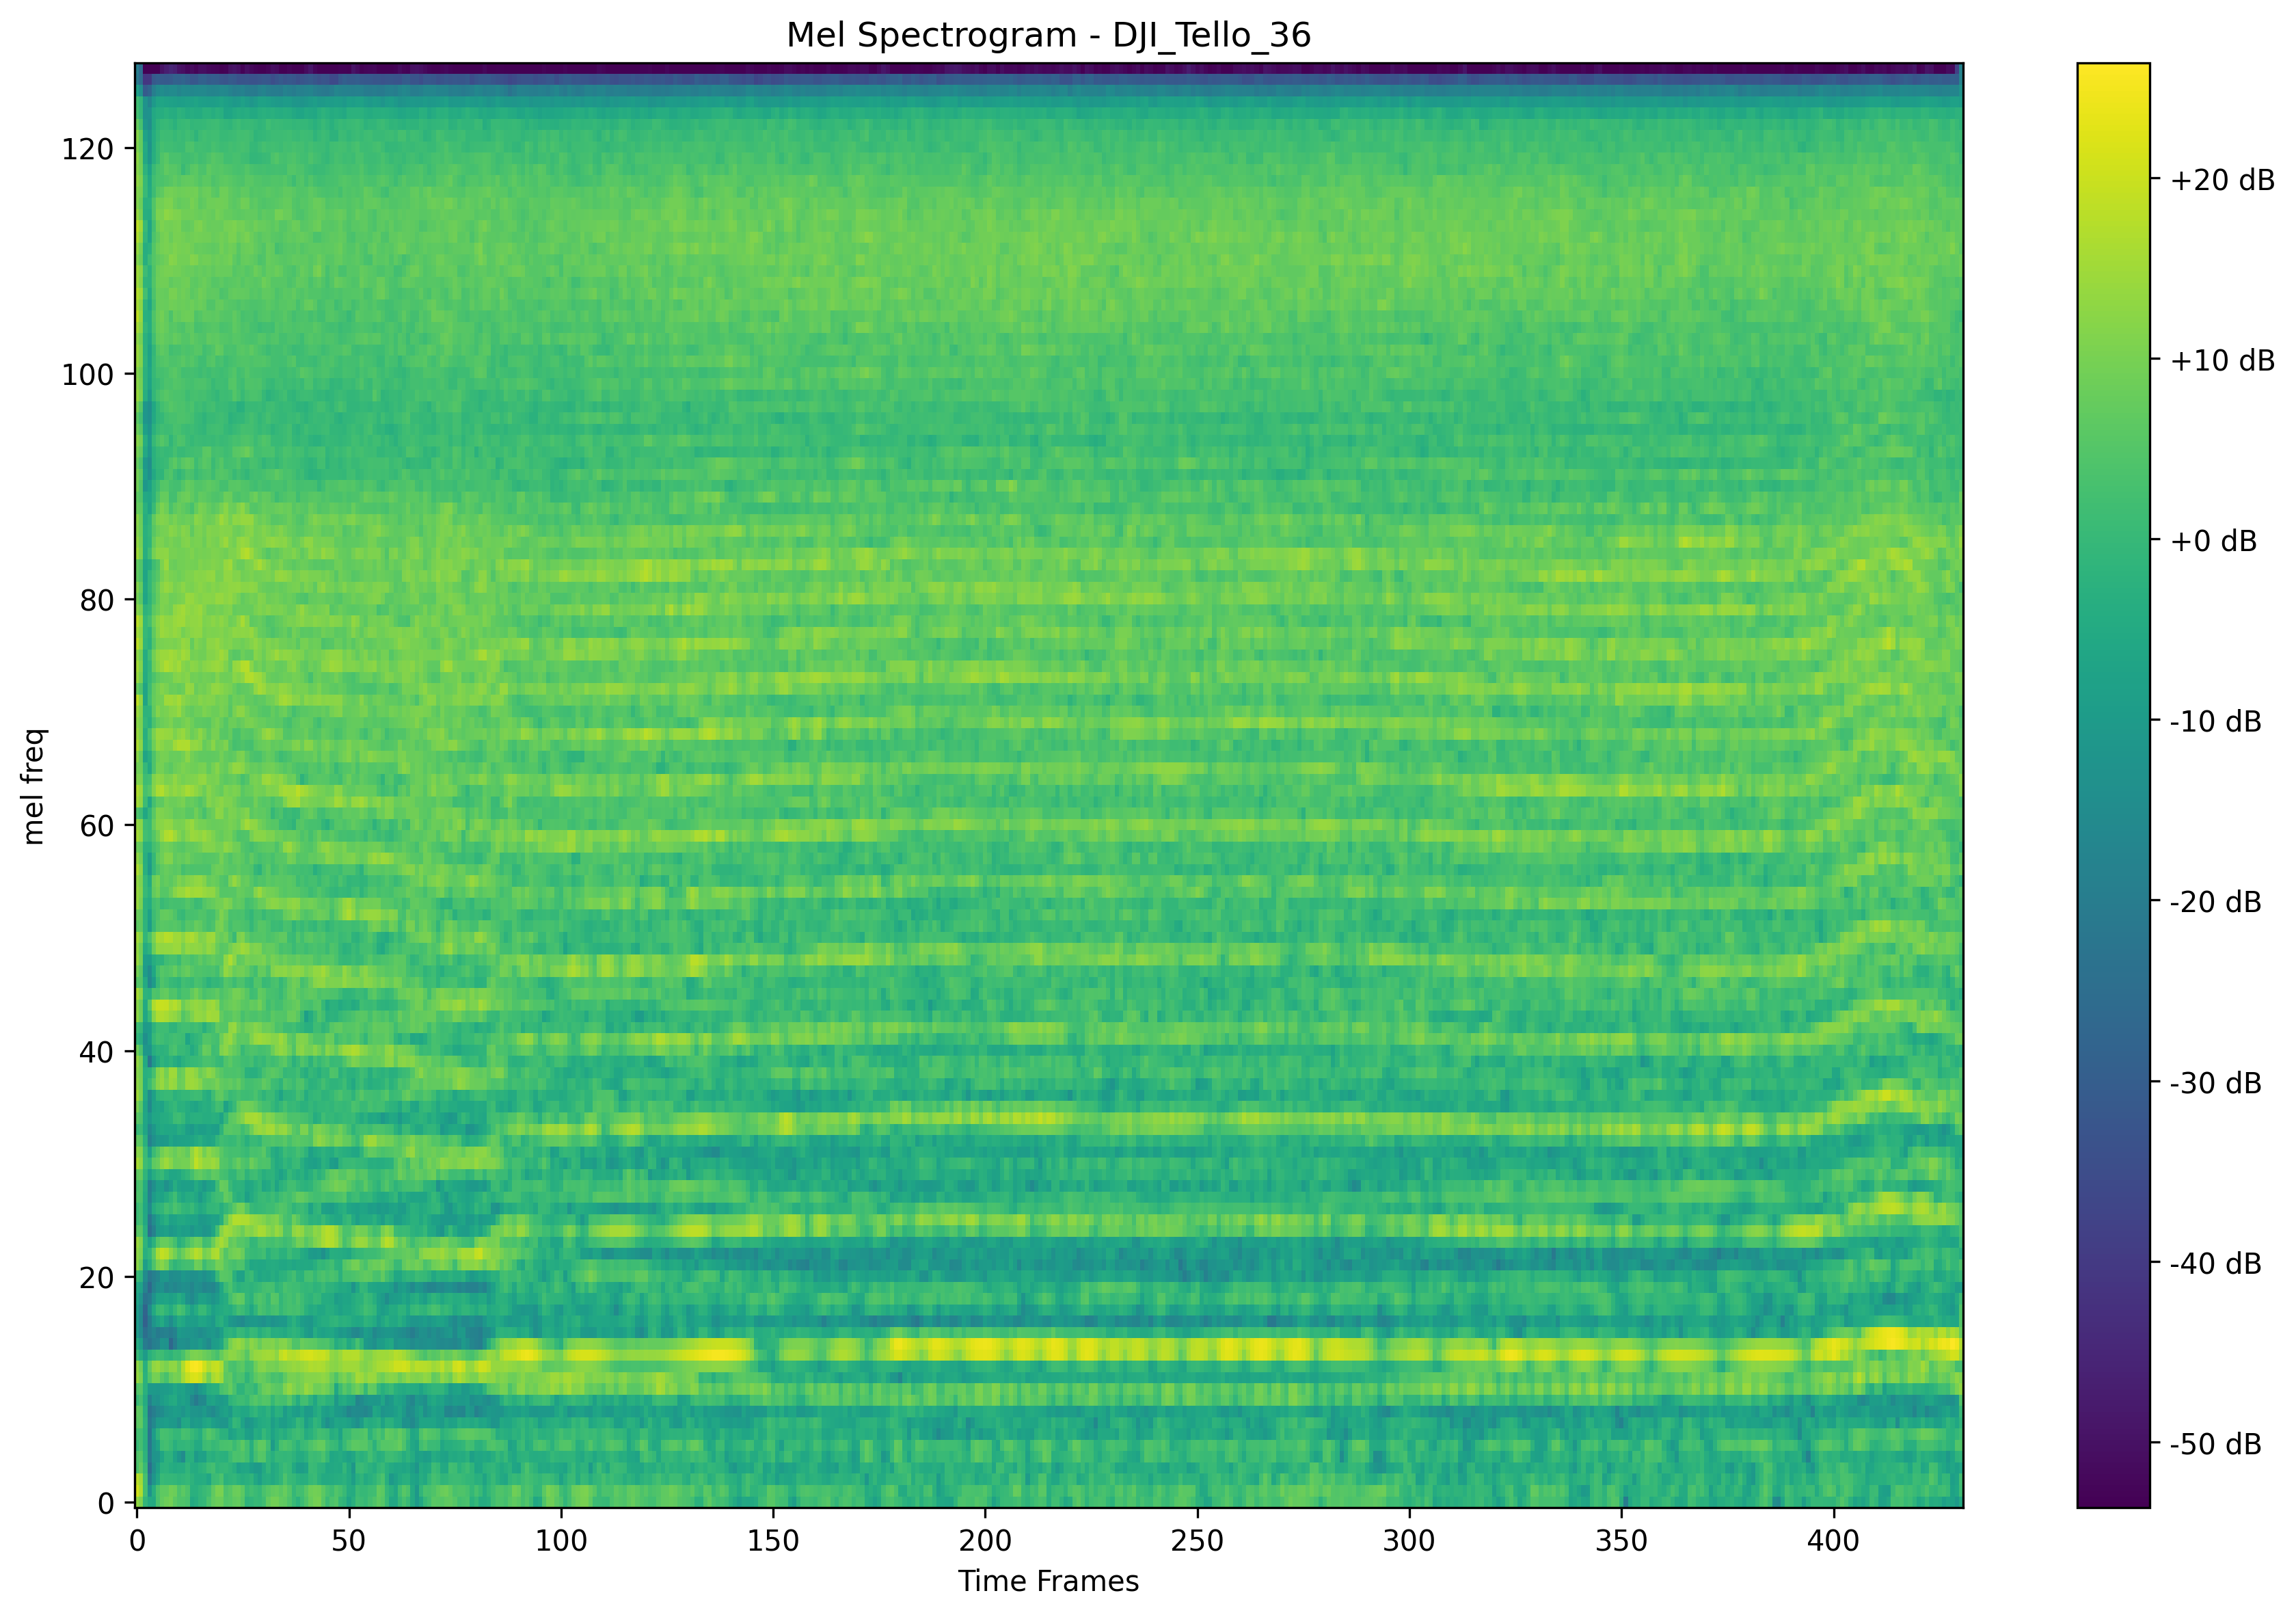 Mel Spectrogram - DJI_Tello_36
mel freq
120
100
80
60
40
20
0
0 50 100 150 200 250 300 350 400
Time Frames
+20 dB
+10 dB
+0 dB
-10 dB
-20 dB
-30 dB
-40 dB
-50 dB